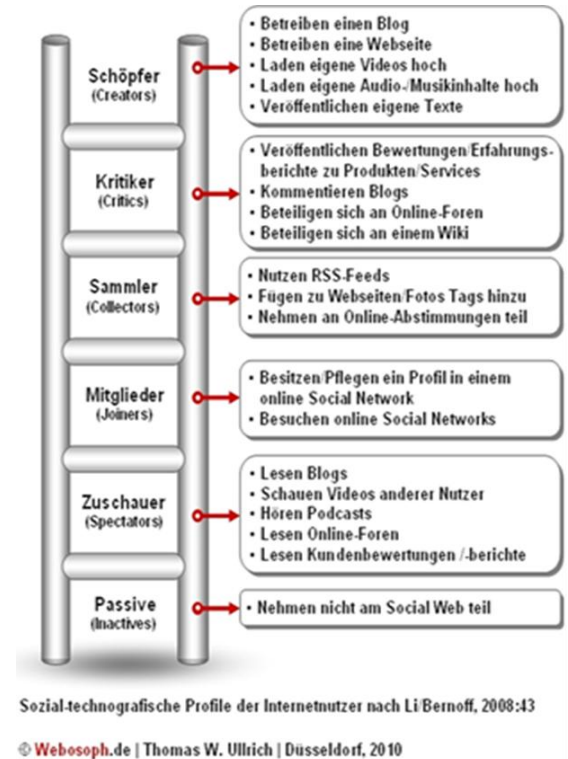 Schöpfer
(Creators)
• Betreiben einen Blog
• Betreiben eine Webseite
• Laden eigene Videos hoch
• Laden eigene Audio-/Musikinhalte hoch
• Veröffentlichen eigene Texte
Kritiker
(Critics)
• Veröffentlichen Bewertungen/Erfahrungs-
berichte zu Produkten/Services
• Kommentieren Blogs
• Beteiligen sich an Online-Foren
• Beteiligen sich an einem Wiki
Sammler
(Collectors)
• Nutzen RSS-Feeds
• Fügen zu Webseiten/Fotos Tags hinzu
• Nehmen an Online-Abstimmungen teil
Mitglieder
(Joiners)
• Besitzen/Pflegen ein Profil in einem
online Social Network
• Besuchen online Social Networks
Zuschauer
(Spectators)
• Lesen Blogs
• Schauen Videos anderer Nutzer
• Hören Podcasts
• Lesen Online-Foren
• Lesen Kundenbewertungen /-berichte
Passive
(Inactives)
• Nehmen nicht am Social Web teil
Sozial-technografische Profile der Internetnutzer nach Li/Bernoff, 2008:43
© Webosoph.de | Thomas W. Ullrich | Düsseldorf, 2010